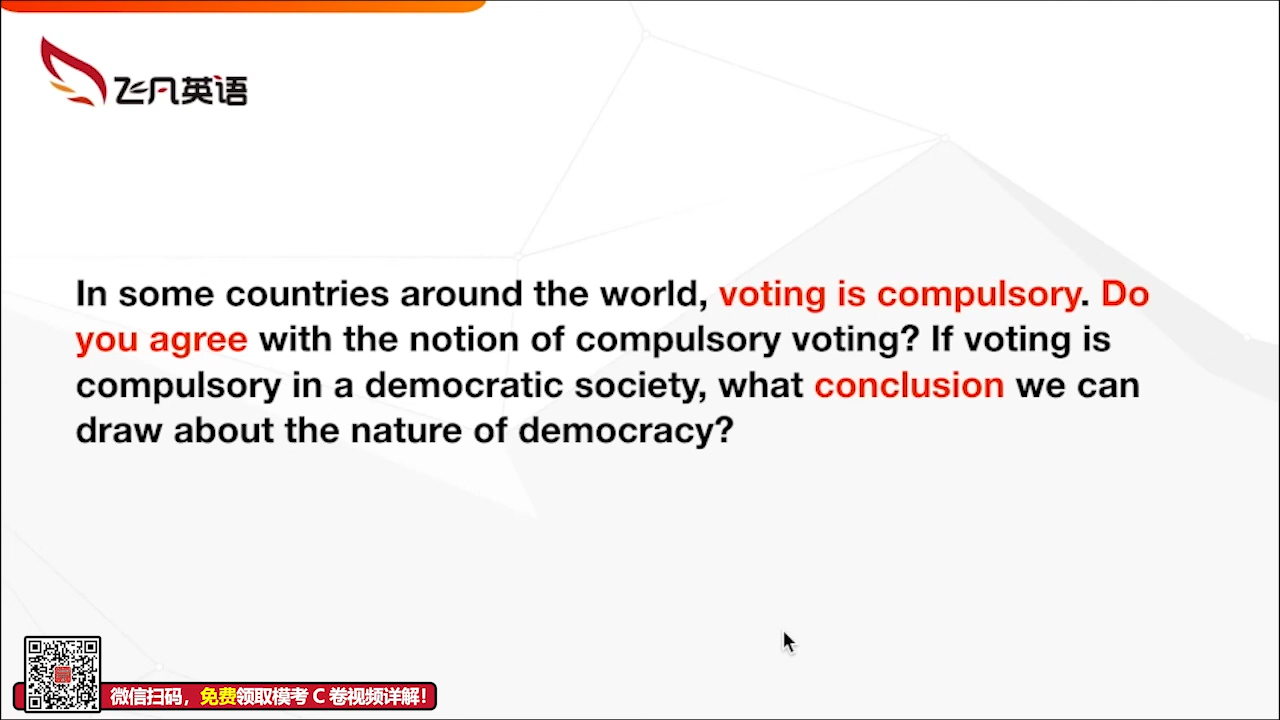 飞凡英语
In some countries around the world, voting is compulsory. Do
you agree with the notion of compulsory voting? If voting is
compulsory in a democratic society, what conclusion we can
draw about the nature of democracy?
微信扫码，免费领取模考 C 卷视频详解！